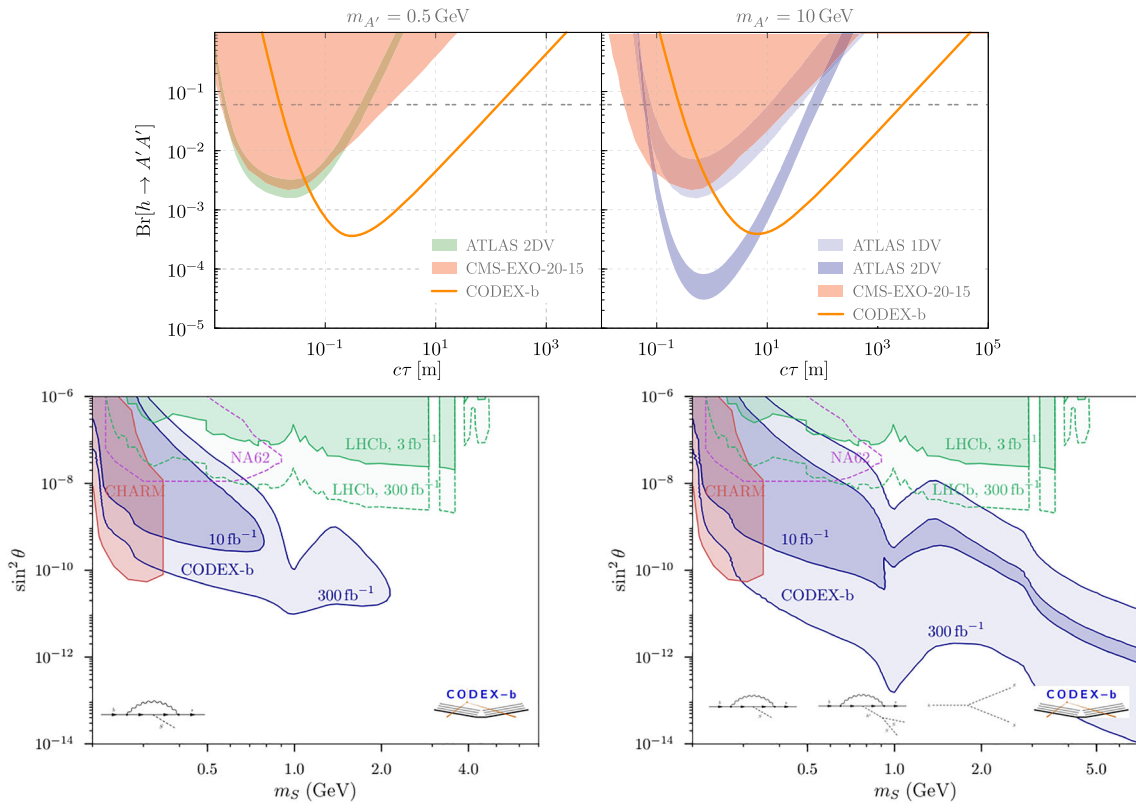 m_{A'} = 0.5 GeV
m_{A'} = 10 GeV
Br[h → A'A']
10^{-1}
10^{-2}
10^{-3}
10^{-4}
10^{-5}
ATLAS 2DV
CMS-EXO-20-15
CODEX-b
ATLAS 1DV
ATLAS 2DV
CMS-EXO-20-15
CODEX-b
10^{-1} 10^{1} 10^{3}
10^{-1} 10^{1} 10^{3} 10^{5}
cτ [m]
cτ [m]
sin² θ
10^{-6}
10^{-8}
10^{-10}
10^{-12}
10^{-14}
LHCb, 3 fb^{-1}
NA62
LHCb, 300 fb^{-1}
CHARM
10 fb^{-1}
CODEX-b
300 fb^{-1}
CODEX-b
0.5 1.0 2.0 4.0
m_S (GeV)
sin² θ
10^{-6}
10^{-8}
10^{-10}
10^{-12}
10^{-14}
LHCb, 3 fb^{-1}
NA62
LHCb, 300 fb^{-1}
CHARM
10 fb^{-1}
CODEX-b
300 fb^{-1}
CODEX-b
0.5 1.0 2.0 5.0
m_S (GeV)